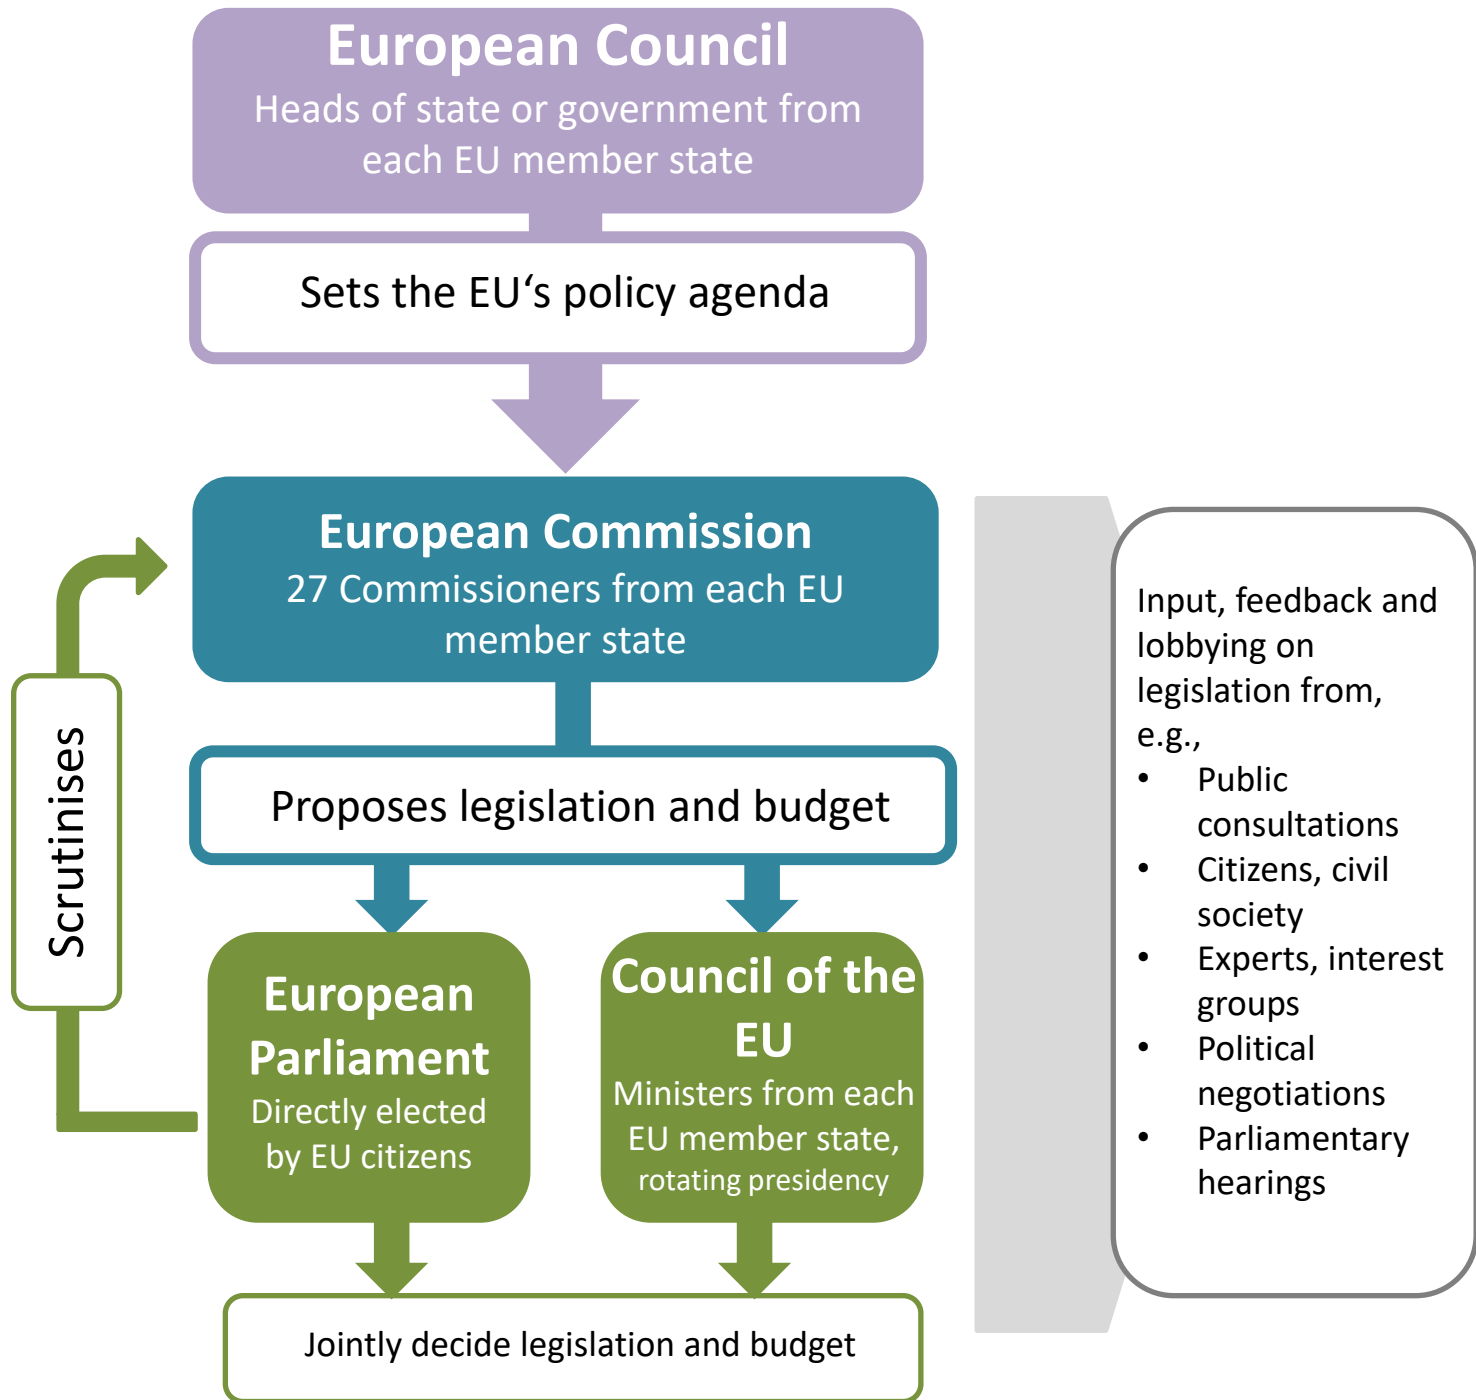 European Council
Heads of state or government from
each EU member state
Sets the EU‘s policy agenda
European Commission
27 Commissioners from each EU
member state
Proposes legislation and budget
Scrutinises
European
Parliament
Directly elected
by EU citizens
Council of the
EU
Ministers from each
EU member state,
rotating presidency
Jointly decide legislation and budget
Input, feedback and
lobbying on
legislation from,
e.g.,
• Public
consultations
• Citizens, civil
society
• Experts, interest
groups
• Political
negotiations
• Parliamentary
hearings